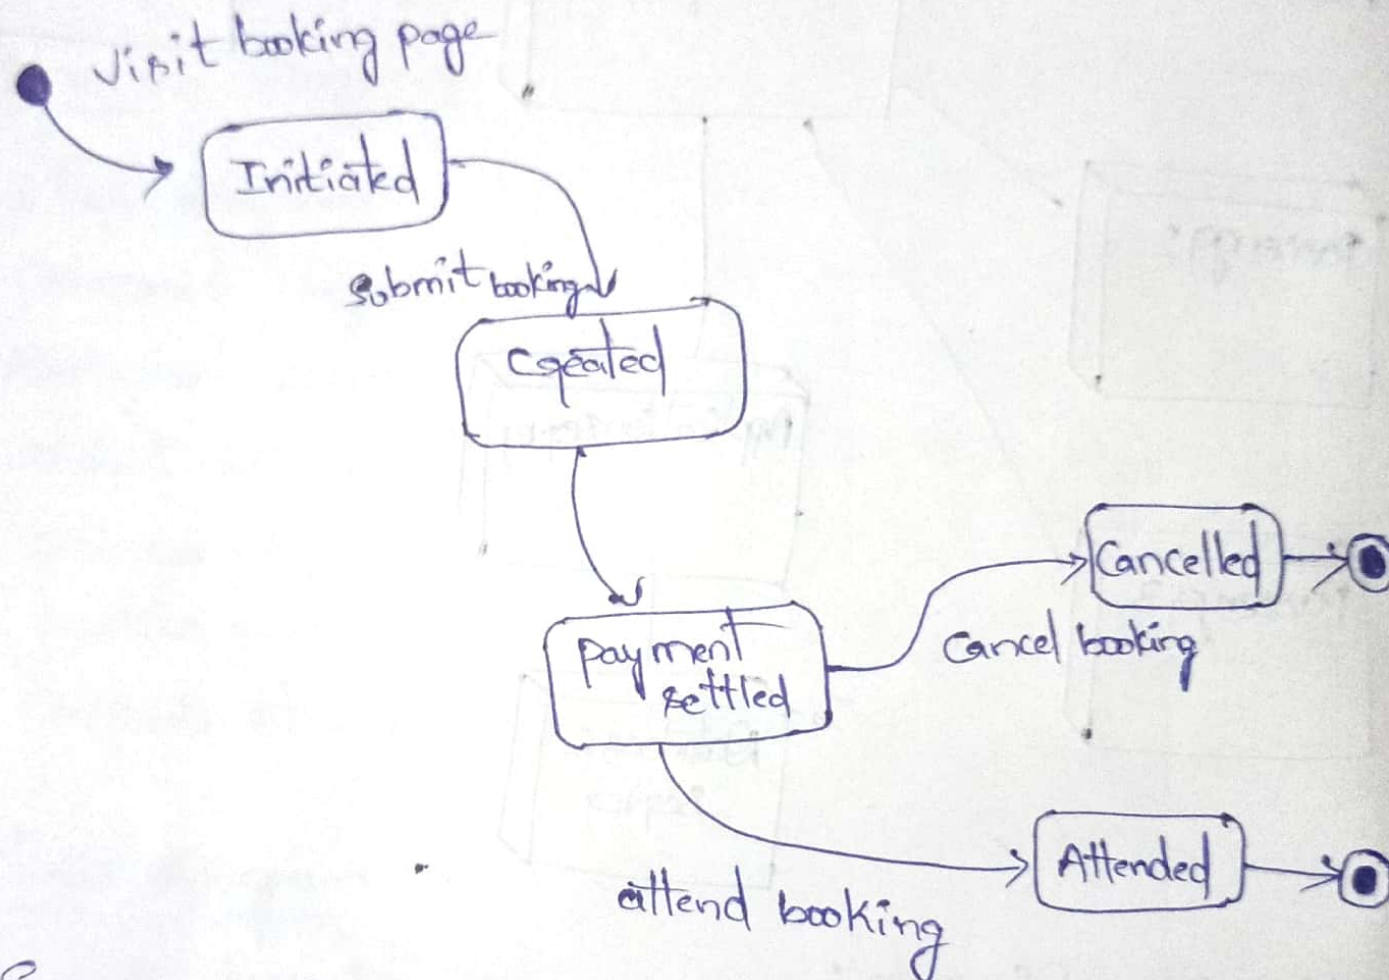 Visit booking page
Initiated
submit booking
Created
payment
settled
Cancelled
Cancel booking
Attended
attend booking